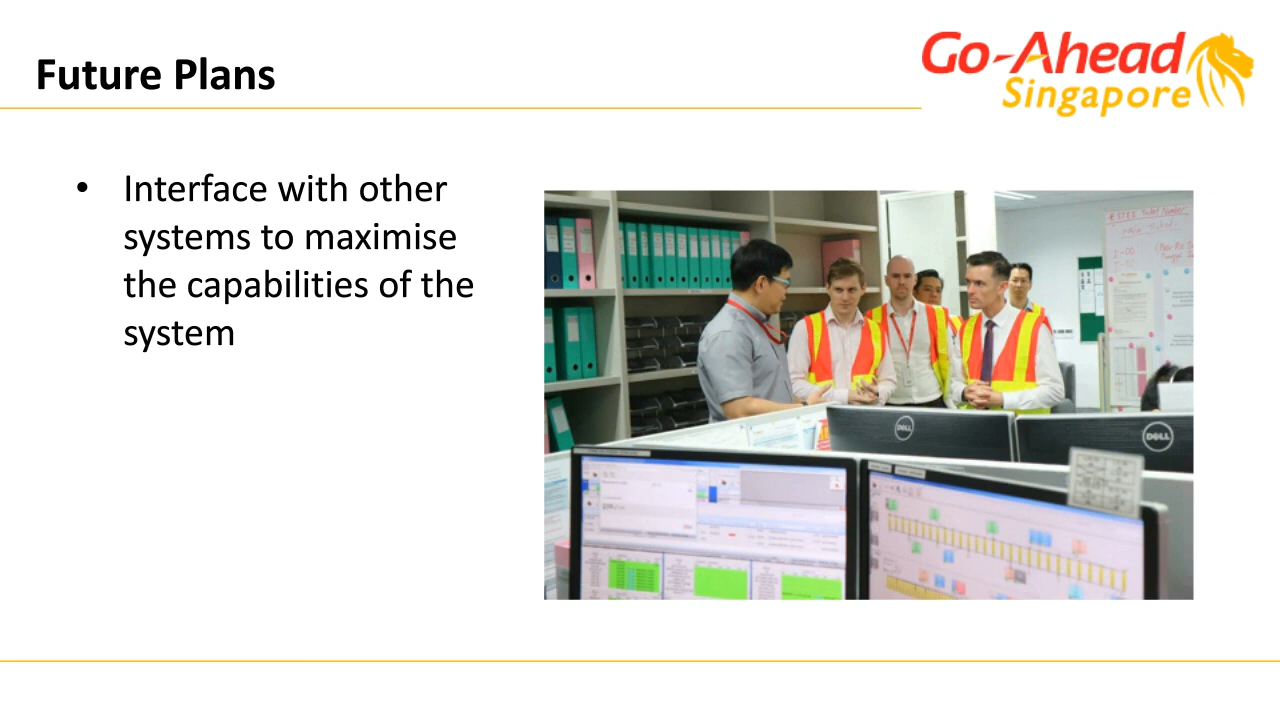 Future Plans
Go-Ahead
Singapore
• Interface with other
systems to maximise
the capabilities of the
system
DELL
DELL